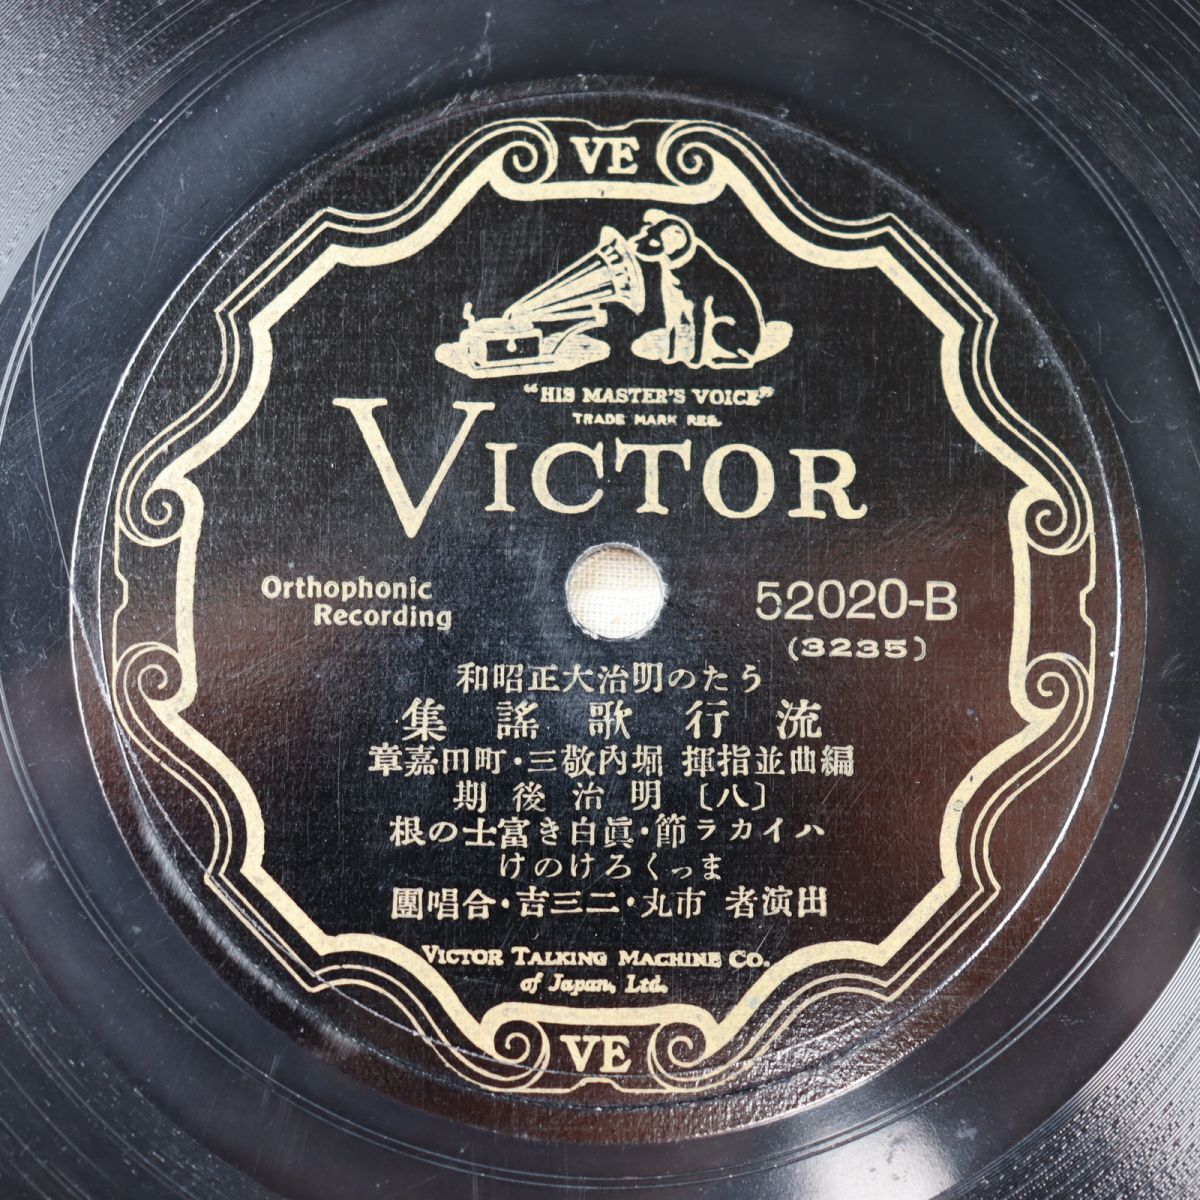 VE
"HIS MASTER'S VOICE"
TRADE MARK REG.
VICTOR
Orthophonic
Recording
52020-B
(3235)
うたの明治大正昭和
流行歌謠集
編曲並指揮 堀内敬三・町田嘉章
〔八〕明治後期
ハイカラ節・眞白き富士の根
まっくろけのけ
出演者 市丸・二三吉・合唱團
VICTOR TALKING MACHINE CO.
of Japan, Ltd.
VE